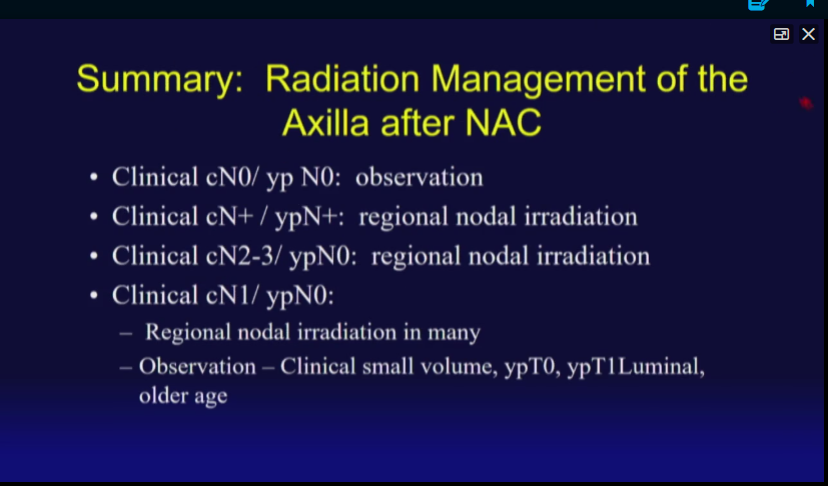 Summary:  Radiation Management of the
Axilla after NAC
• Clinical cN0/ yp N0:  observation
• Clinical cN+ / ypN+:  regional nodal irradiation
• Clinical cN2-3/ ypN0:  regional nodal irradiation
• Clinical cN1/ ypN0:
–  Regional nodal irradiation in many
– Observation – Clinical small volume, ypT0, ypT1Luminal,
older age